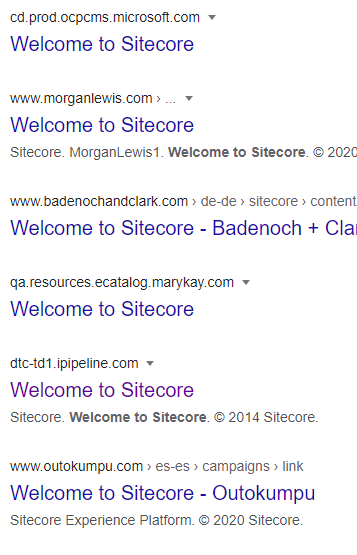 cd.prod.ocpcms.microsoft.com
Welcome to Sitecore
www.morganlewis.com › ...
Welcome to Sitecore
Sitecore. MorganLewis1. Welcome to Sitecore. © 2020
www.badenochandclark.com › de-de › sitecore › content
Welcome to Sitecore - Badenoch + Cla
qa.resources.ecatalog.marykay.com
Welcome to Sitecore
dtc-td1.ipipeline.com
Welcome to Sitecore
Sitecore. Welcome to Sitecore. © 2014 Sitecore.
www.outokumpu.com › es-es › campaigns › link
Welcome to Sitecore - Outokumpu
Sitecore Experience Platform. © 2020 Sitecore.